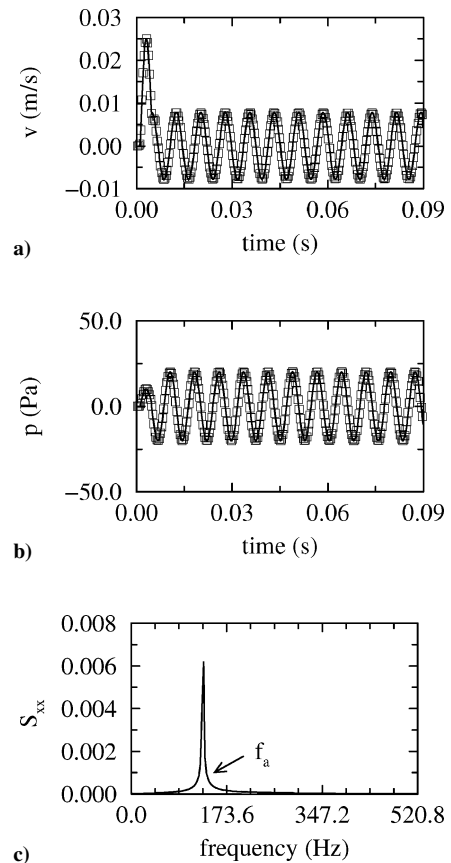 0.03
0.02
0.01
0.00
−0.01
v (m/s)
0.00 0.03 0.06 0.09
time (s)
a)
50.0
0.0
−50.0
p (Pa)
0.00 0.03 0.06 0.09
time (s)
b)
0.008
0.006
0.004
0.002
0.000
S_xx
f_a
0.0 173.6 347.2 520.8
frequency (Hz)
c)